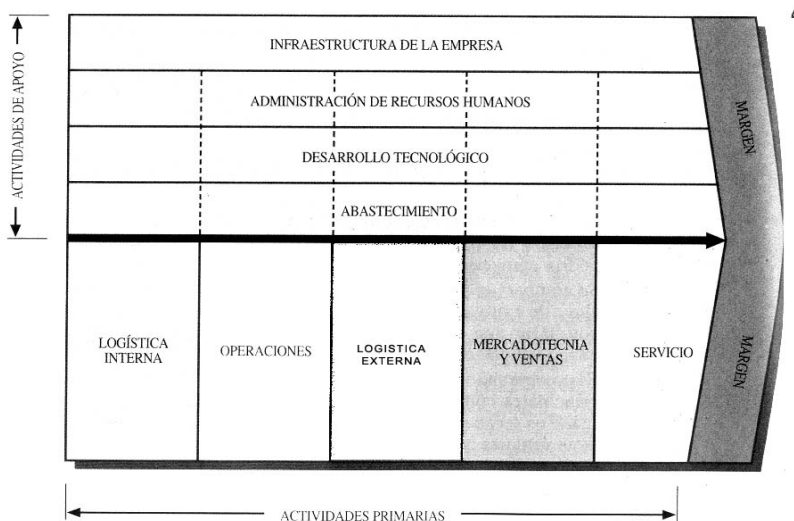 INFRAESTRUCTURA DE LA EMPRESA
ADMINISTRACIÓN DE RECURSOS HUMANOS
DESARROLLO TECNOLÓGICO
ABASTECIMIENTO
ACTIVIDADES DE APOYO
MARGEN
LOGÍSTICA
INTERNA
OPERACIONES
LOGISTICA
EXTERNA
MERCADOTECNIA
Y VENTAS
SERVICIO
MARGEN
ACTIVIDADES PRIMARIAS